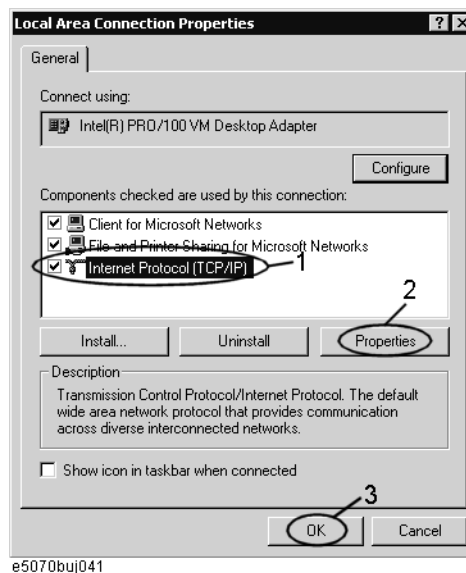 Local Area Connection Properties
General
Connect using:
Intel(R) PRO/100 VM Desktop Adapter
Configure
Components checked are used by this connection:
Client for Microsoft Networks
File and Printer Sharing for Microsoft Networks
Internet Protocol (TCP/IP)
1
2
Install...
Uninstall
Properties
Description
Transmission Control Protocol/Internet Protocol. The default
wide area network protocol that provides communication
across diverse interconnected networks.
Show icon in taskbar when connected
3
OK
Cancel
e5070buj041